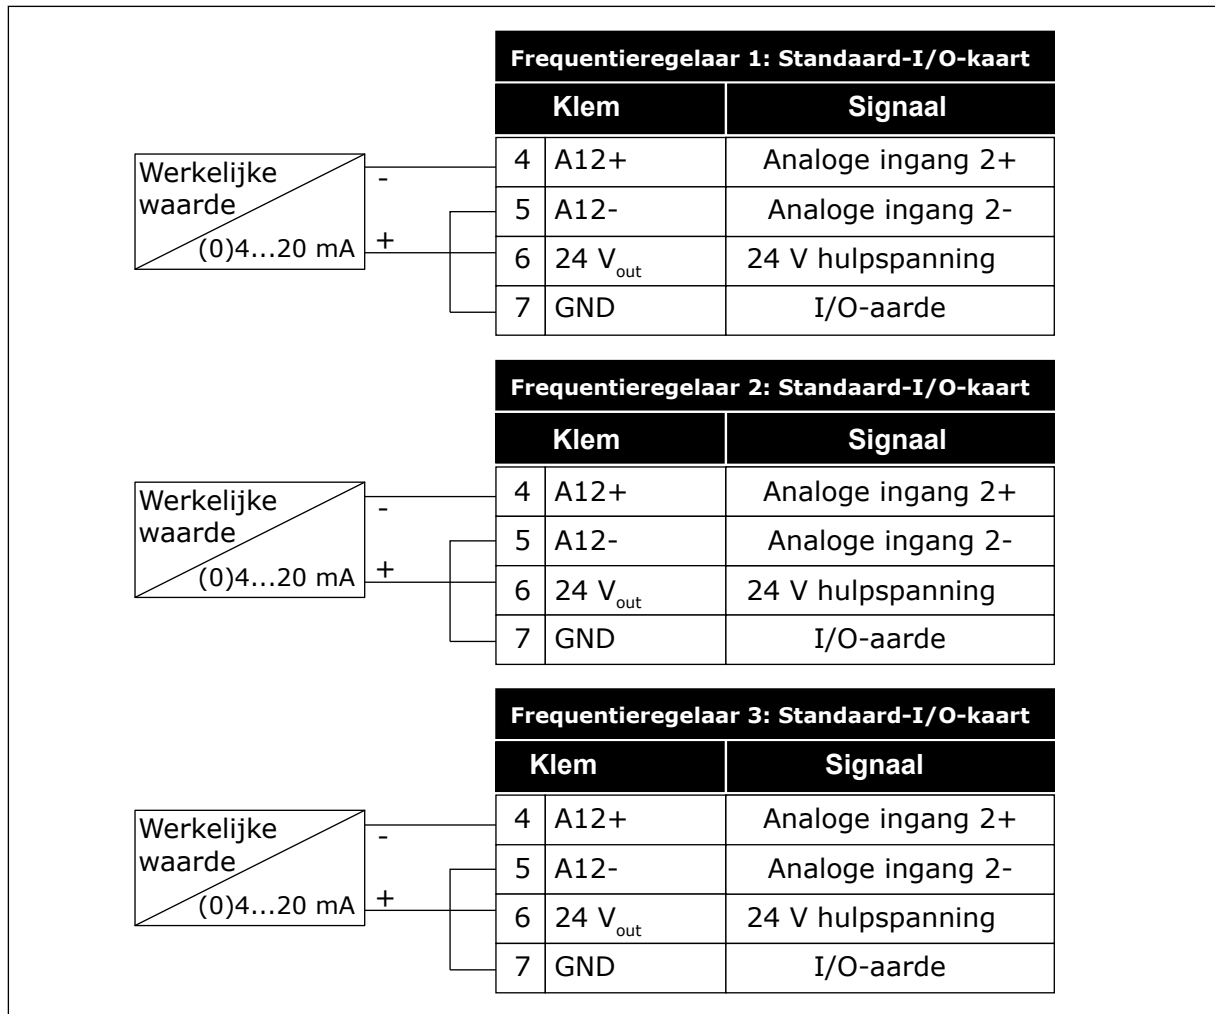 Frequentieregelaar 1: Standaard-I/O-kaart
Klem Signaal
4 A12+ Analoge ingang 2+
5 A12- Analoge ingang 2-
6 24 Vout 24 V hulpspanning
7 GND I/O-aarde
Werkelijke
waarde
(0)4...20 mA
-
+
Frequentieregelaar 2: Standaard-I/O-kaart
Klem Signaal
4 A12+ Analoge ingang 2+
5 A12- Analoge ingang 2-
6 24 Vout 24 V hulpspanning
7 GND I/O-aarde
Werkelijke
waarde
(0)4...20 mA
-
+
Frequentieregelaar 3: Standaard-I/O-kaart
Klem Signaal
4 A12+ Analoge ingang 2+
5 A12- Analoge ingang 2-
6 24 Vout 24 V hulpspanning
7 GND I/O-aarde
Werkelijke
waarde
(0)4...20 mA
-
+